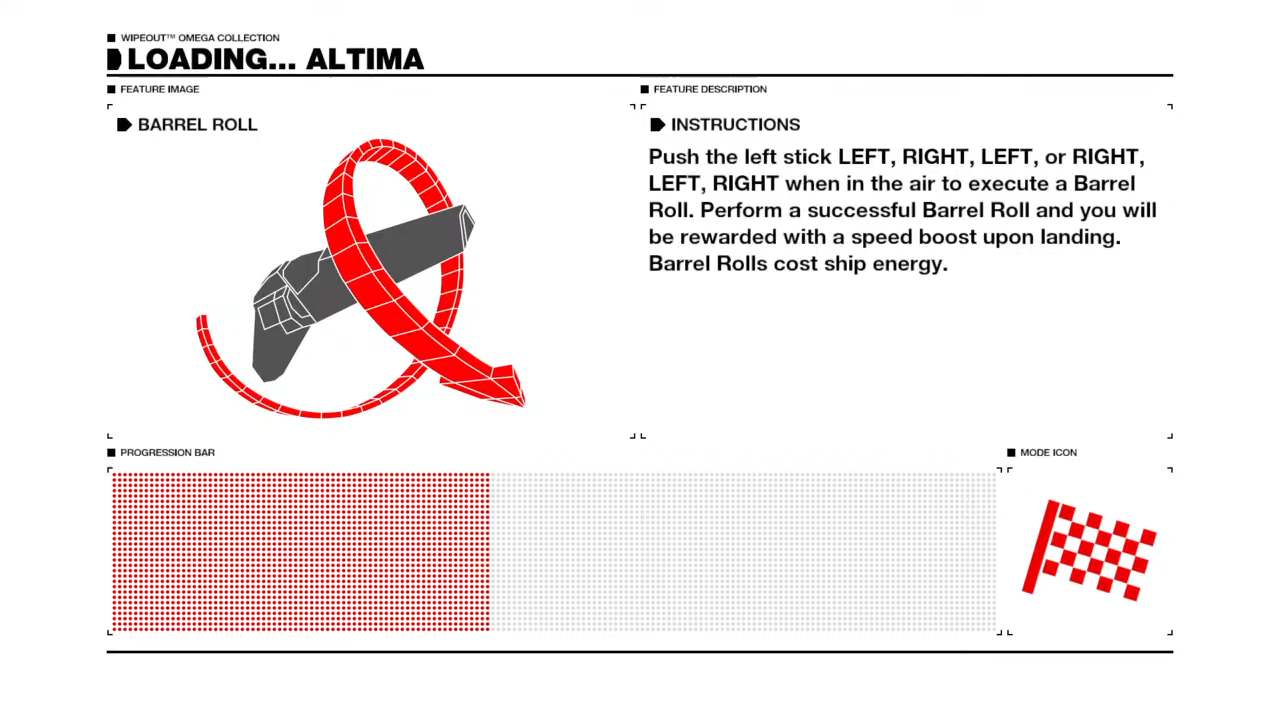 WIPEOUT™ OMEGA COLLECTION
LOADING... ALTIMA
FEATURE IMAGE
BARREL ROLL
FEATURE DESCRIPTION
INSTRUCTIONS
Push the left stick LEFT, RIGHT, LEFT, or RIGHT,
LEFT, RIGHT when in the air to execute a Barrel
Roll. Perform a successful Barrel Roll and you will
be rewarded with a speed boost upon landing.
Barrel Rolls cost ship energy.
PROGRESSION BAR
MODE ICON